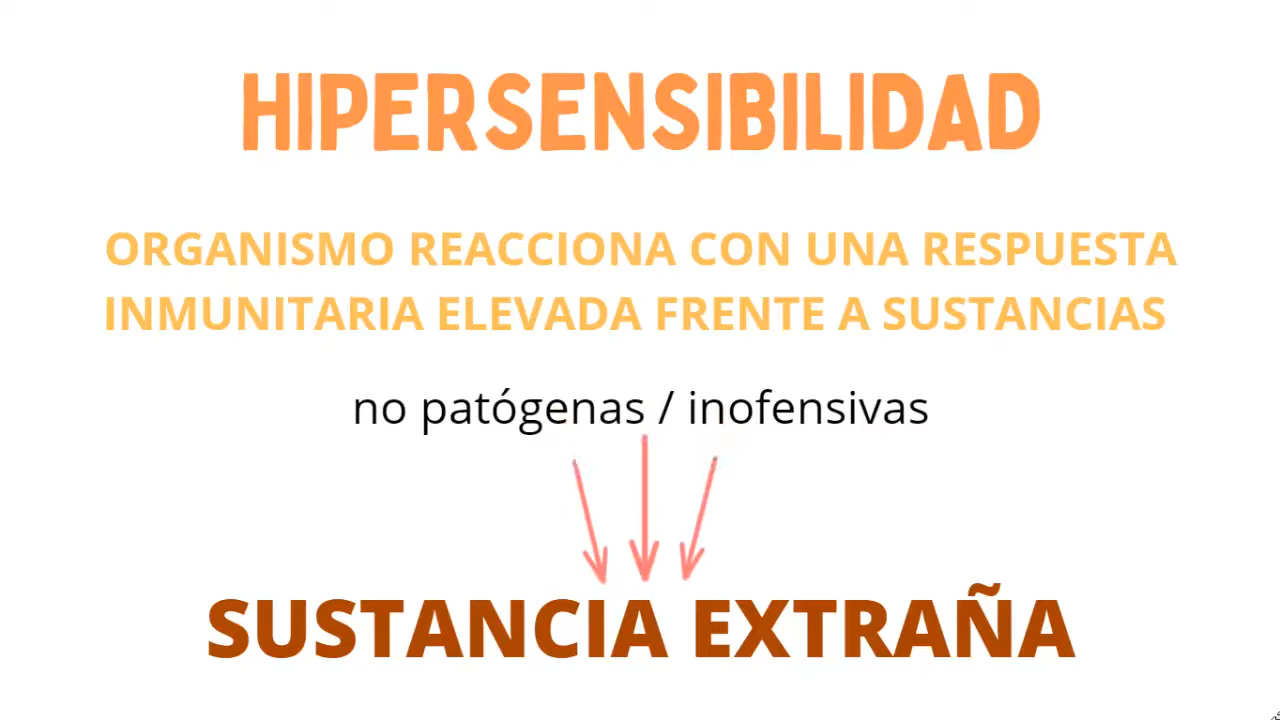 HIPERSENSIBILIDAD
ORGANISMO REACCIONA CON UNA RESPUESTA
INMUNITARIA ELEVADA FRENTE A SUSTANCIAS
no patógenas / inofensivas
SUSTANCIA EXTRAÑA